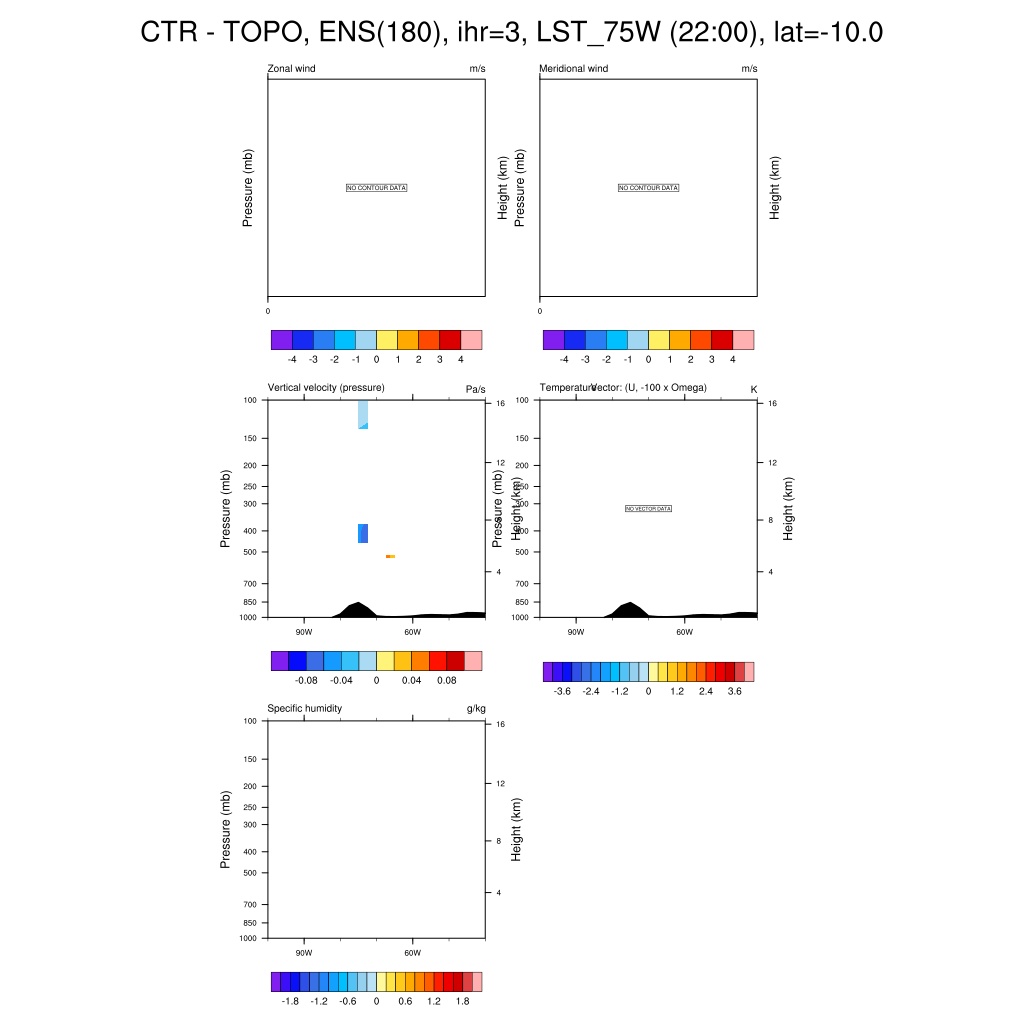 CTR - TOPO, ENS(180), ihr=3, LST_75W (22:00), lat=-10.0
Zonal wind m/s
Pressure (mb)
NO CONTOUR DATA
Height (km)
0
-4 -3 -2 -1 0 1 2 3 4
Meridional wind m/s
Pressure (mb)
NO CONTOUR DATA
Height (km)
0
-4 -3 -2 -1 0 1 2 3 4
Vertical velocity (pressure) Pa/s
Pressure (mb)
100
150
200
250
300
400
500
700
850
1000
16
12
8
4
Height (km)
90W 60W
-0.08 -0.04 0 0.04 0.08
Temperature Vector: (U, -100 x Omega) K
Pressure (mb)
100
150
200
250
300
400
500
700
850
1000
NO VECTOR DATA
16
12
8
4
Height (km)
90W 60W
-3.6 -2.4 -1.2 0 1.2 2.4 3.6
Specific humidity g/kg
Pressure (mb)
100
150
200
250
300
400
500
700
850
1000
16
12
8
4
Height (km)
90W 60W
-1.8 -1.2 -0.6 0 0.6 1.2 1.8